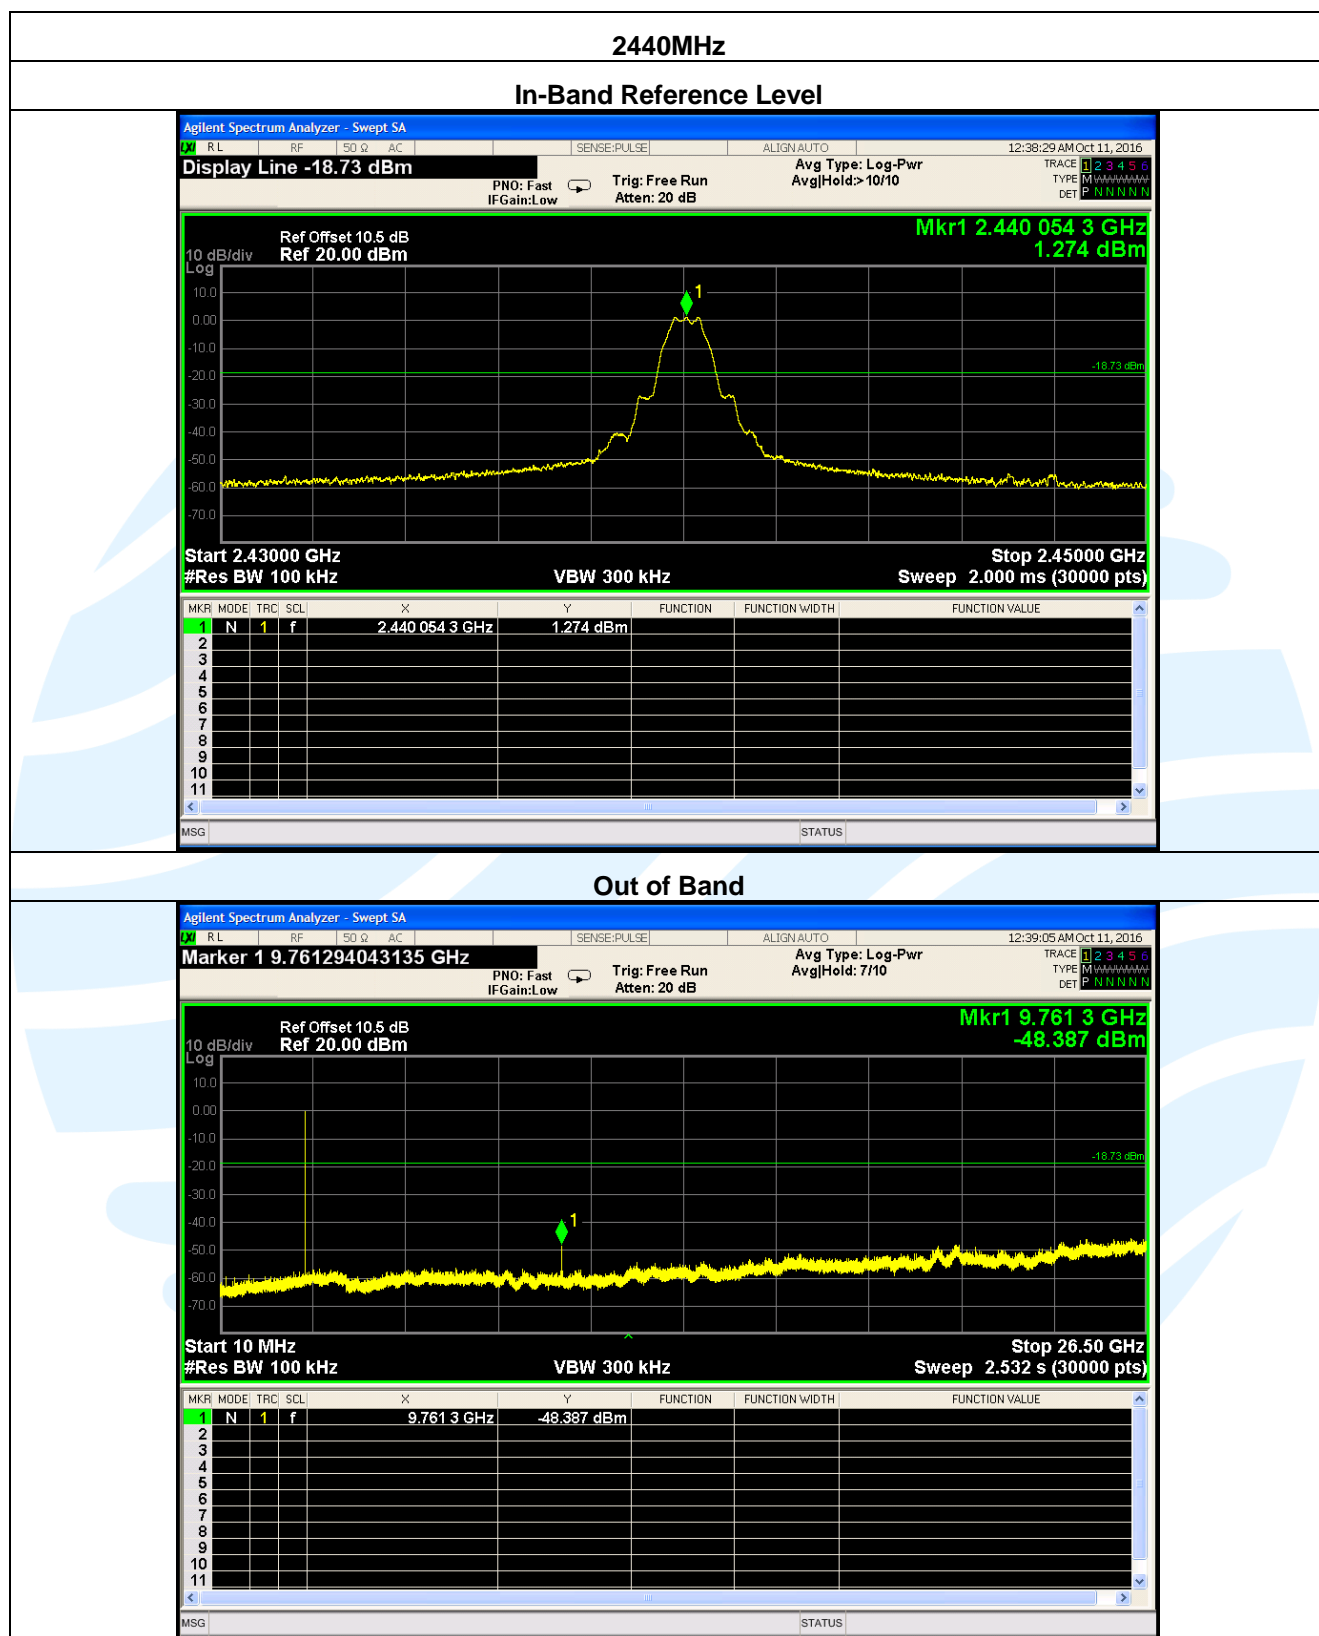 2440MHz
In-Band Reference Level
Agilent Spectrum Analyzer - Swept SA
LXI RL RF 50 Ω AC SENSE:PULSE ALIGN AUTO 12:38:29 AM Oct 11, 2016
Display Line -18.73 dBm Avg Type: Log-Pwr TRACE 1 2 3 4 5 6
PNO: Fast Trig: Free Run Avg|Hold:>10/10 TYPE M WWWWW
IFGain:Low Atten: 20 dB DET P N N N N N
Mkr1 2.440 054 3 GHz
Ref Offset 10.5 dB
10 dB/div Ref 20.00 dBm 1.274 dBm
Log
10.0
1
0.00
-10.0
-18.73 dBm
-20.0
-30.0
-40.0
-50.0
-60.0
-70.0
Start 2.43000 GHz Stop 2.45000 GHz
#Res BW 100 kHz VBW 300 kHz Sweep 2.000 ms (30000 pts)
MKR MODE TRC SCL X Y FUNCTION FUNCTION WIDTH FUNCTION VALUE
1 N 1 f 2.440 054 3 GHz 1.274 dBm
2
3
4
5
6
7
8
9
10
11
MSG STATUS
Out of Band
Agilent Spectrum Analyzer - Swept SA
LXI RL RF 50 Ω AC SENSE:PULSE ALIGN AUTO 12:39:05 AM Oct 11, 2016
Marker 1 9.761294043135 GHz Avg Type: Log-Pwr TRACE 1 2 3 4 5 6
PNO: Fast Trig: Free Run Avg|Hold: 7/10 TYPE M WWWWW
IFGain:Low Atten: 20 dB DET P N N N N N
Mkr1 9.761 3 GHz
Ref Offset 10.5 dB
10 dB/div Ref 20.00 dBm -48.387 dBm
Log
10.0
0.00
-10.0
-18.73 dBm
-20.0
-30.0
-40.0
1
-50.0
-60.0
-70.0
Start 10 MHz Stop 26.50 GHz
#Res BW 100 kHz VBW 300 kHz Sweep 2.532 s (30000 pts)
MKR MODE TRC SCL X Y FUNCTION FUNCTION WIDTH FUNCTION VALUE
1 N 1 f 9.761 3 GHz -48.387 dBm
2
3
4
5
6
7
8
9
10
11
MSG STATUS